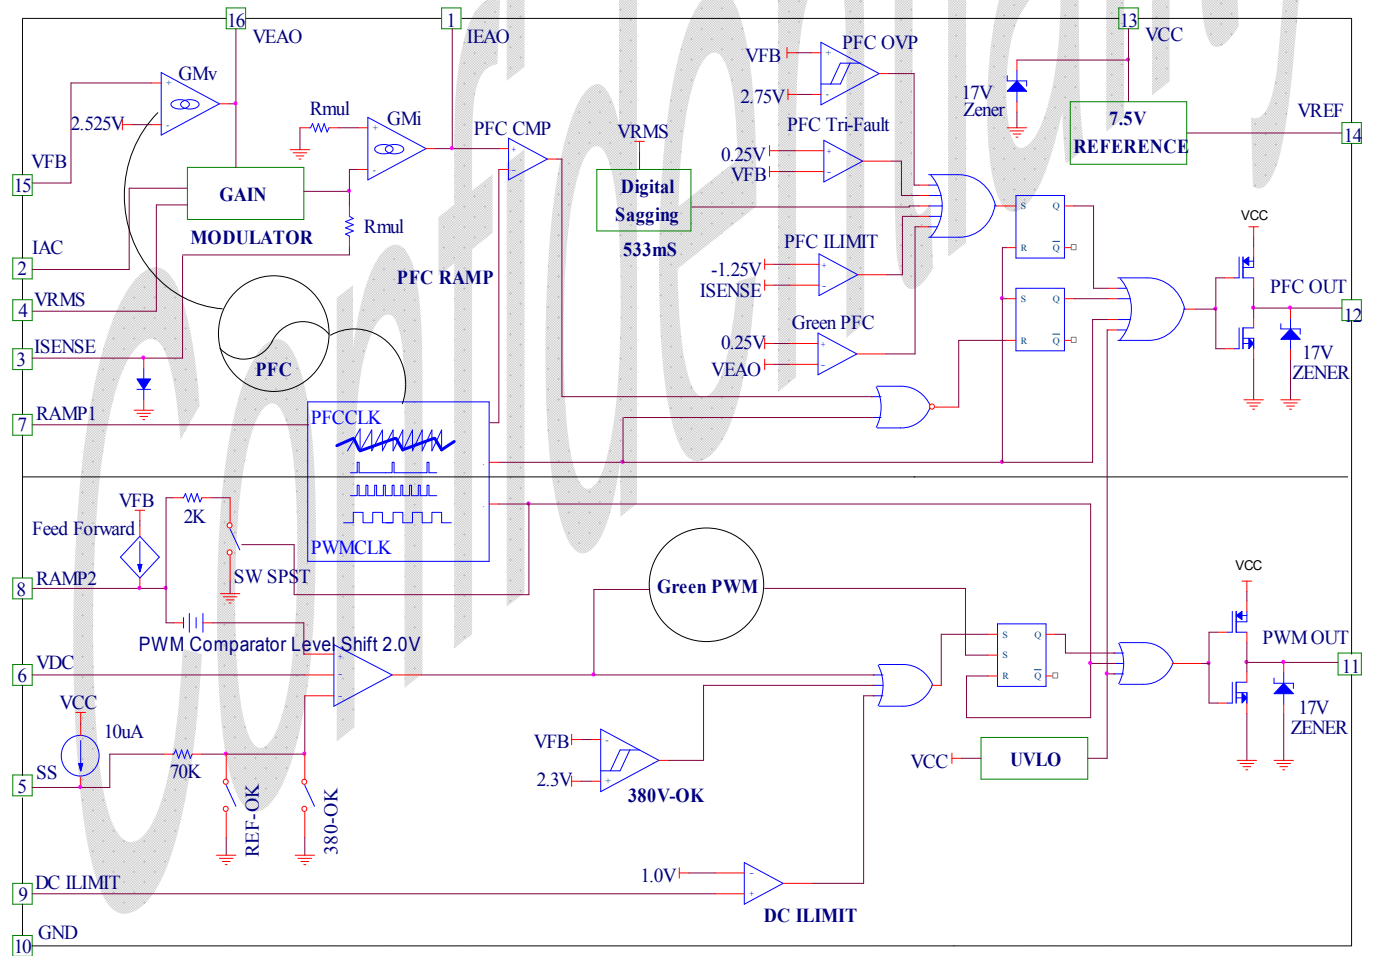 16
VEAO
1
IEAO
13
VCC
GMv
2.525V
VFB
15
Rmul
GMi
PFC CMP
VRMS
PFC OVP
VFB
2.75V
17V
Zener
7.5V
REFERENCE
VREF
14
PFC Tri-Fault
0.25V
VFB
GAIN
MODULATOR
Rmul
Digital
Sagging
533mS
S
Q
R
Q
VCC
IAC
2
PFC RAMP
PFC ILIMIT
-1.25V
ISENSE
VRMS
4
S
Q
R
Q
PFC OUT
12
Green PFC
0.25V
VEAO
ISENSE
3
PFC
17V
ZENER
RAMP1
7
PFCCLK
PWMCLK
VFB
2K
Feed Forward
SW SPST
RAMP2
8
Green PWM
VCC
PWM Comparator Level Shift 2.0V
S
Q
S
R
Q
PWM OUT
11
VDC
6
VCC
10uA
70K
SS
5
REF-OK
380-OK
VFB
2.3V
380V-OK
VCC
UVLO
17V
ZENER
1.0V
DC ILIMIT
9
DC ILIMIT
GND
10
Confidential